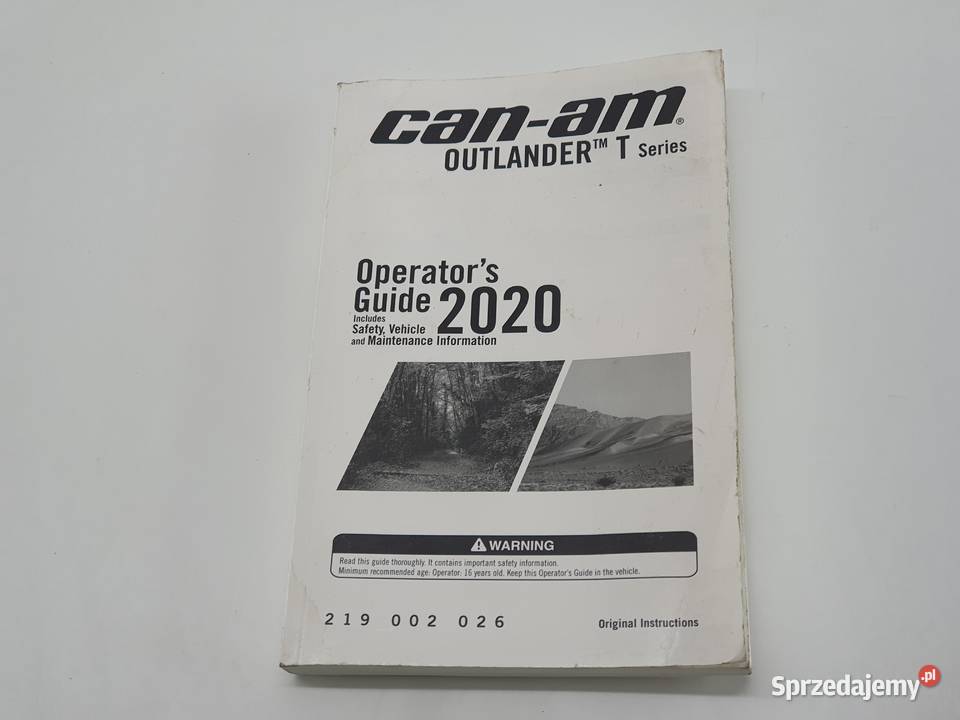 can-am®
OUTLANDER™ T Series
Operator's
Guide 2020
Includes
Safety, Vehicle
and Maintenance Information
WARNING
Read this guide thoroughly. It contains important safety information.
Minimum recommended age: Operator: 16 years old. Keep this Operator's Guide in the vehicle.
219 002 026
Original Instructions
Sprzedajemy.pl